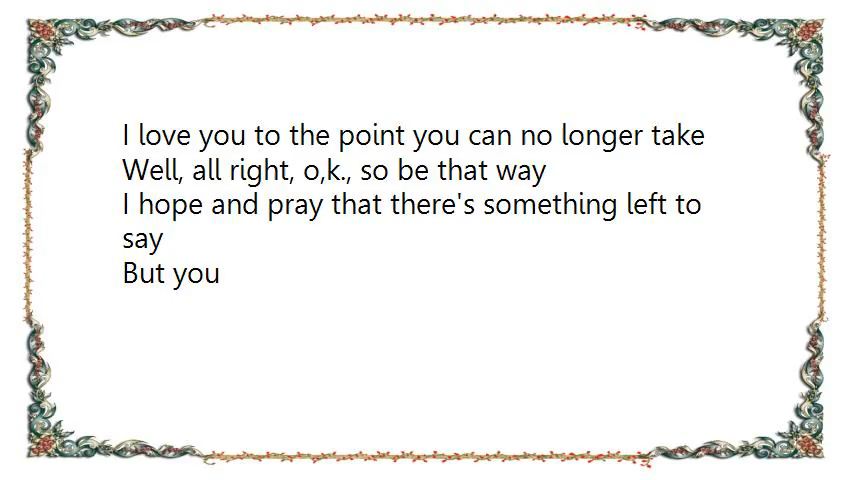 I love you to the point you can no longer take
Well, all right, o,k., so be that way
I hope and pray that there's something left to
say
But you